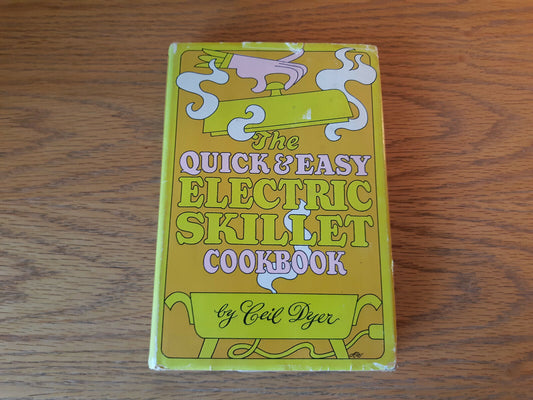 The
QUICK & EASY
ELECTRIC
SKILLET
COOKBOOK
by Ceil Dyer